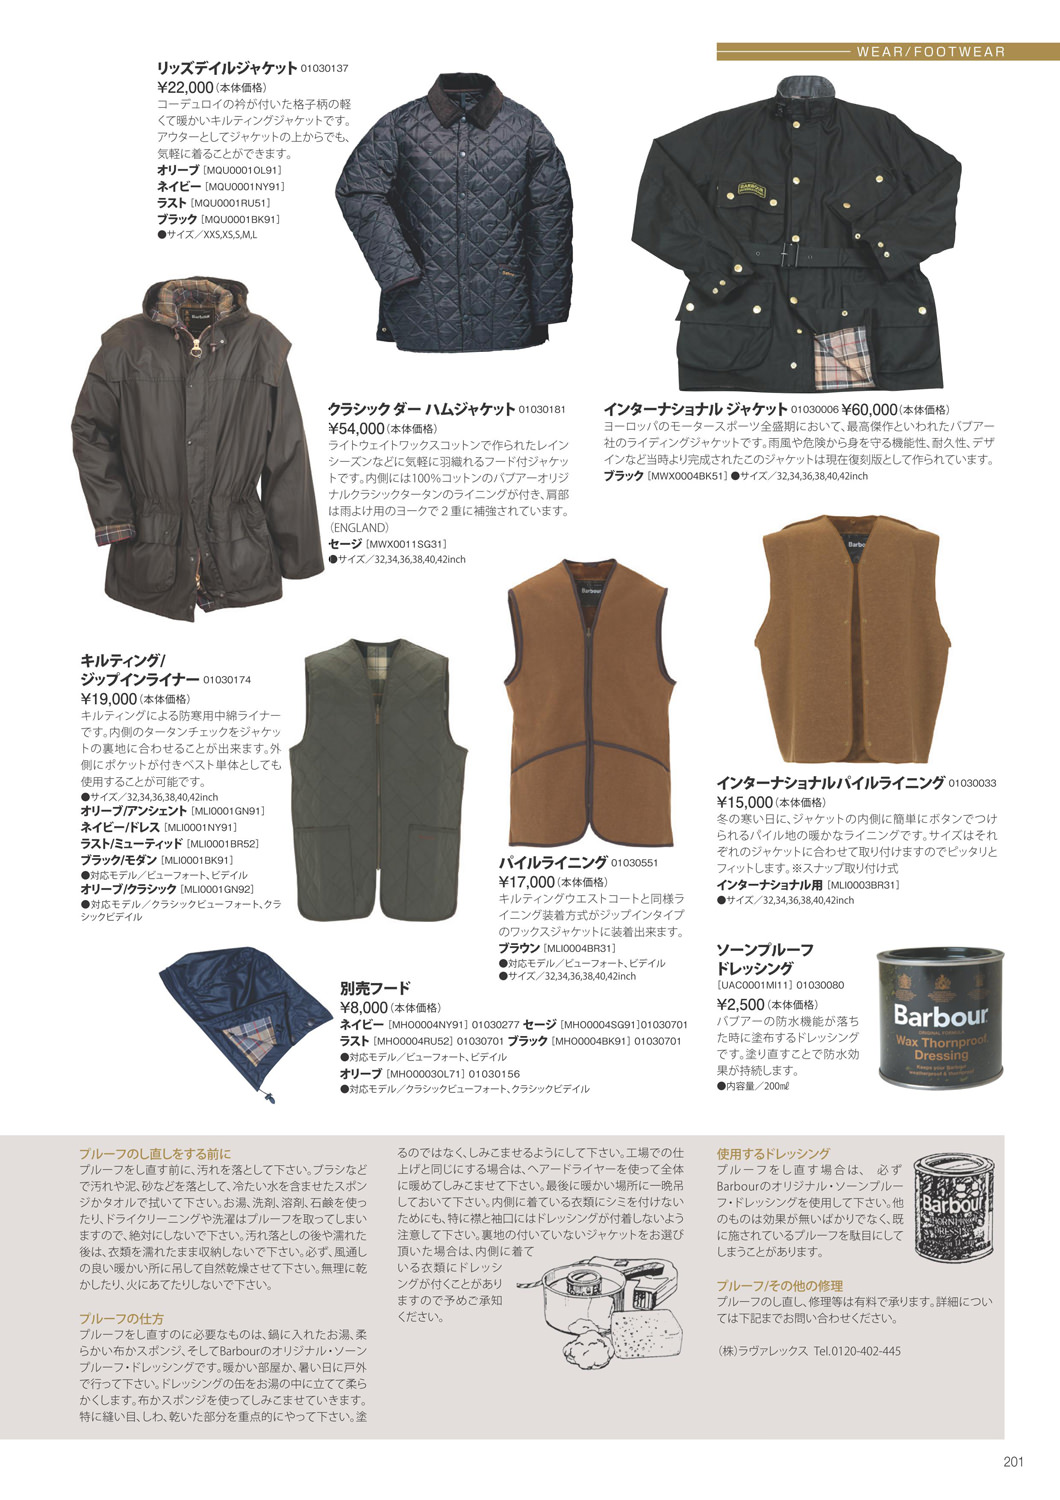 WEAR/FOOTWEAR
リッズデイルジャケット 01030137
¥22,000（本体価格）
コーデュロイの衿が付いた格子柄の軽
くて暖かいキルティングジャケットです。
アウターとしてジャケットの上からでも、
気軽に着ることができます。
オリーブ［MQU0001OL91］
ネイビー［MQU0001NY91］
ラスト［MQU0001RU51］
ブラック［MQU0001BK91］
●サイズ／XXS,XS,S,M,L
クラシック ダー ハムジャケット 01030181
¥54,000（本体価格）
ライトウェイトワックスコットンで作られたレイン
シーズンなどに気軽に羽織れるフード付ジャケッ
トです。内側には100％コットンのバブアーオリジ
ナルクラシックタータンのライニングが付き、肩部
は雨よけ用のヨークで２重に補強されています。
（ENGLAND）
セージ［MWX0011SG31］
●サイズ／32,34,36,38,40,42inch
インターナショナル ジャケット 01030006 ¥60,000（本体価格）
ヨーロッパのモータースポーツ全盛期において、最高傑作といわれたバブアー
社のライディングジャケットです。雨風や危険から身を守る機能性、耐久性、デザ
インなど当時より完成されたこのジャケットは現在復刻版として作られています。
ブラック［MWX0004BK51］●サイズ／32,34,36,38,40,42inch
キルティング/
ジップインライナー 01030174
¥19,000（本体価格）
キルティングによる防寒用中綿ライナー
です。内側のタータンチェックをジャケッ
トの裏地に合わせることが出来ます。外
側にポケットが付きベスト単体としても
使用することが可能です。
●サイズ／32,34,36,38,40,42inch
オリーブ/アンシェント［MLI0001GN91］
ネイビー/ドレス［MLI0001NY91］
ラスト/ミューティッド［MLI0001BR52］
ブラック/モダン［MLI0001BK91］
●対応モデル／ビューフォート、ビデイル
オリーブ/クラシック［MLI0001GN92］
●対応モデル／クラシックビューフォート、クラ
シックビデイル
パイルライニング 01030551
¥17,000（本体価格）
キルティングウエストコートと同様ラ
イニング装着方式がジップインタイプ
のワックスジャケットに装着出来ます。
ブラウン［MLI0004BR31］
●対応モデル／ビューフォート、ビデイル
●サイズ／32,34,36,38,40,42inch
インターナショナルパイルライニング 01030033
¥15,000（本体価格）
冬の寒い日に、ジャケットの内側に簡単にボタンでつけ
られるパイル地の暖かなライニングです。サイズはそれ
ぞれのジャケットに合わせて取り付けますのでピッタリと
フィットします。※スナップ取り付け式
インターナショナル用［MLI0003BR31］
●サイズ／32,34,36,38,40,42inch
別売フード
¥8,000（本体価格）
ネイビー［MHO0004NY91］01030277 セージ［MHO0004SG91］01030701
ラスト［MHO0004RU52］01030701 ブラック［MHO0004BK91］01030701
●対応モデル／ビューフォート、ビデイル
オリーブ［MHO0003OL71］01030156
●対応モデル／クラシックビューフォート、クラシックビデイル
ソーンプルーフ
ドレッシング
［UAC0001MI11］01030080
¥2,500（本体価格）
バブアーの防水機能が落ち
た時に塗布するドレッシング
です。塗り直すことで防水効
果が持続します。
●内容量／200㎖
Barbour
Wax Thornproof
Dressing
プルーフのし直しをする前に
プルーフをし直す前に、汚れを落として下さい。ブラシなど
で汚れや泥、砂などを落として、冷たい水を含ませたスポン
ジかタオルで拭いて下さい。お湯、洗剤、溶剤、石鹸を使っ
たり、ドライクリーニングや洗濯はプルーフを取ってしまい
ますので、絶対にしないで下さい。汚れ落としの後や濡れた
後は、衣類を濡れたまま収納しないで下さい。必ず、風通し
の良い暖かい所に吊して自然乾燥させて下さい。無理に乾
かしたり、火にあてたりしないで下さい。
プルーフの仕方
プルーフをし直すのに必要なものは、鍋に入れたお湯、柔
らかい布かスポンジ、そしてBarbourのオリジナル・ソーン
プルーフ・ドレッシングです。暖かい部屋か、暑い日に戸外
で行って下さい。ドレッシングの缶をお湯の中に立てて柔ら
かくします。布かスポンジを使ってしみこませていきます。
特に縫い目、しわ、乾いた部分を重点的にやって下さい。塗
るのではなく、しみこませるようにして下さい。工場での仕
上げと同じにする場合は、ヘアードライヤーを使って全体
に暖めてしみこませて下さい。最後に暖かい場所に一晩吊
しておいて下さい。内側に着ている衣類にシミを付けない
ためにも、特に襟と袖口にはドレッシングが付着しないよう
注意して下さい。裏地の付いていないジャケットをお選び
頂いた場合は、内側に着て
いる衣類にドレッシ
ングが付くことがあり
ますので予めご承知
ください。
使用するドレッシング
プルーフをし直す場合は、 必ず
Barbourのオリジナル・ソーンプルー
フ・ドレッシングを使用して下さい。他
のものは効果が無いばかりでなく、既
に施されているプルーフを駄目にして
しまうことがあります。
Barbour
プルーフ/その他の修理
プルーフのし直し、修理等は有料で承ります。詳細につい
ては下記までお問い合わせください。
（株）ラヴァレックス Tel.0120-402-445
201